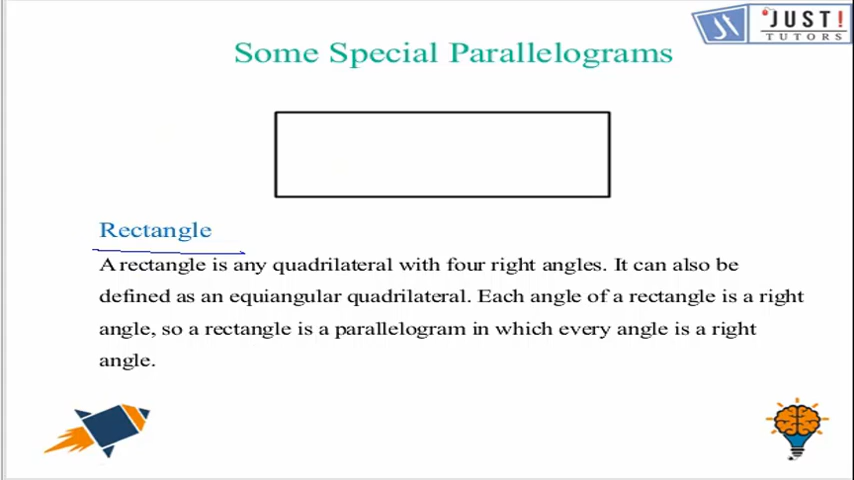 JUST!
TUTORS
Some Special Parallelograms
Rectangle
A rectangle is any quadrilateral with four right angles. It can also be
defined as an equiangular quadrilateral. Each angle of a rectangle is a right
angle, so a rectangle is a parallelogram in which every angle is a right
angle.